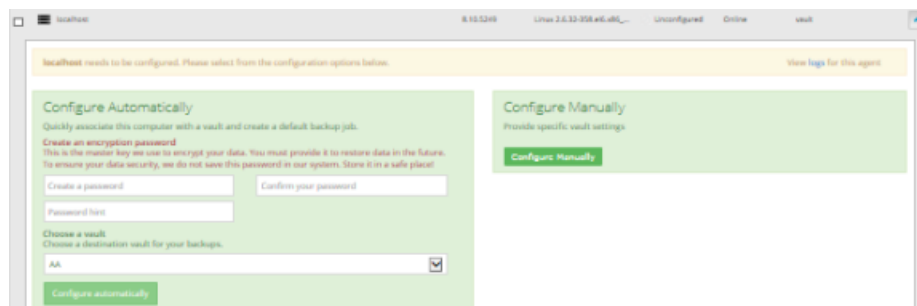 localhost 8.10.5249 Linux 2.6.32-358.el6.x86_... Unconfigured Online vault
localhost needs to be configured. Please select from the configuration options below. View logs for this agent
Configure Automatically
Quickly associate this computer with a vault and create a default backup job.
Create an encryption password
This is the master key we use to encrypt your data. You must provide it to restore data in the future.
To ensure your data security, we do not save this password in our system. Store it in a safe place!
Create a password Confirm your password
Password hint
Choose a vault
Choose a destination vault for your backups.
AA
Configure automatically
Configure Manually
Provide specific vault settings
Configure Manually